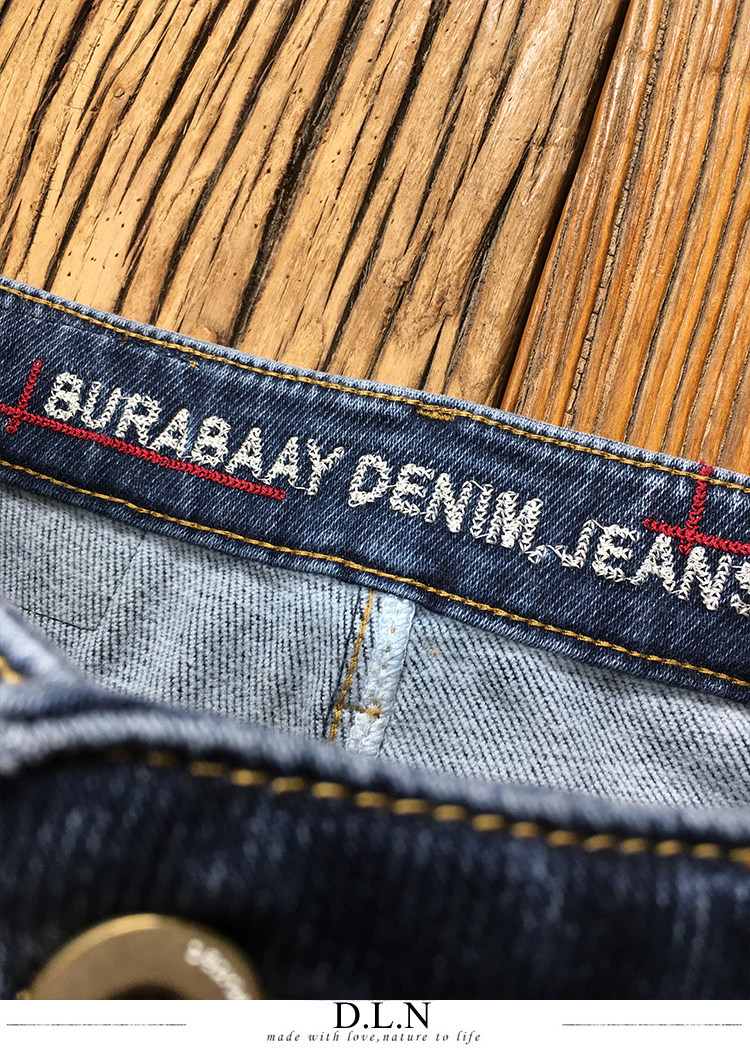 BURABAAY DENIM JEANS
D.L.N
made with love,nature to life